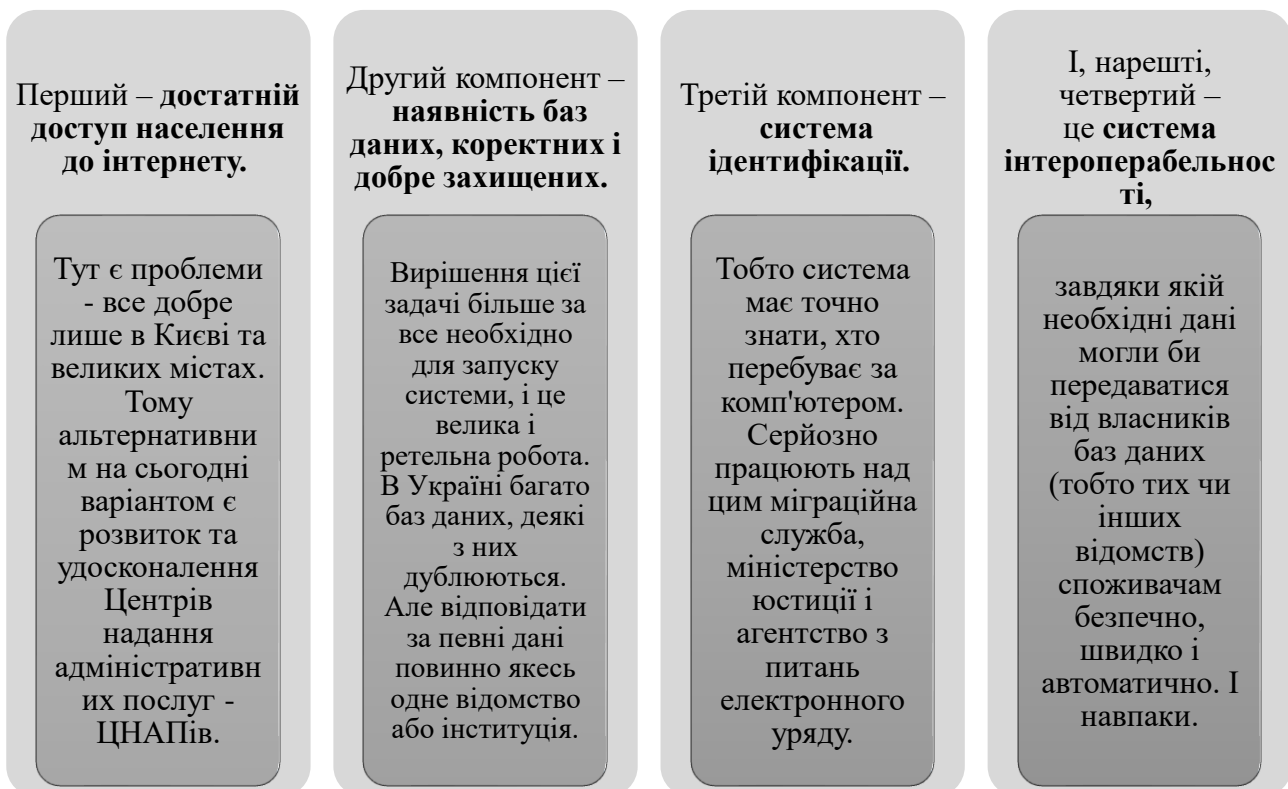 Перший – достатній
доступ населення
до інтернету.
Тут є проблеми
- все добре
лише в Києві та
великих містах.
Тому
альтернативни
м на сьогодні
варіантом є
розвиток та
удосконалення
Центрів
надання
адміністративн
их послуг -
ЦНАПів.
Другий компонент –
наявність баз
даних, коректних і
добре захищених.
Вирішення цієї
задачі більше за
все необхідно
для запуску
системи, і це
велика і
ретельна робота.
В Україні багато
баз даних, деякі
з них
дублюються.
Але відповідати
за певні дані
повинно якесь
одне відомство
або інституція.
Третій компонент –
система
ідентифікації.
Тобто система
має точно
знати, хто
перебуває за
комп'ютером.
Серйозно
працюють над
цим міграційна
служба,
міністерство
юстиції і
агентство з
питань
електронного
уряду.
І, нарешті,
четвертий –
це система
інтероперабельнос
ті,
завдяки якій
необхідні дані
могли би
передаватися
від власників
баз даних
(тобто тих чи
інших
відомств)
споживачам
безпечно,
швидко і
автоматично. І
навпаки.